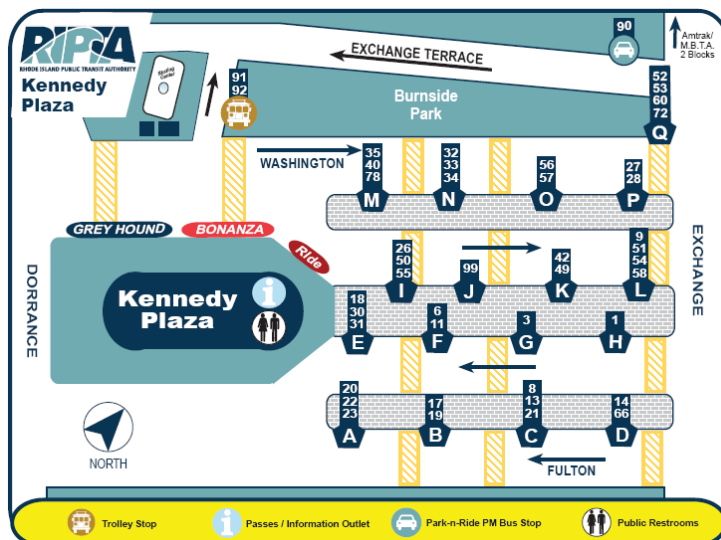 RIPTA
RHODE ISLAND PUBLIC TRANSIT AUTHORITY
Kennedy
Plaza
Skating
Center
91
92
EXCHANGE TERRACE
90
Amtrak/
M.B.T.A.
2 Blocks
Burnside
Park
52
53
60
72
Q
WASHINGTON
35
40
78
M
32
33
34
N
56
57
O
27
28
P
GREY HOUND
BONANZA
Ride
DORRANCE
EXCHANGE
Kennedy
Plaza
i
26
50
55
I
99
J
42
49
K
9
51
54
58
L
18
30
31
E
6
11
F
3
G
1
H
20
22
23
A
17
19
B
8
13
21
C
14
66
D
NORTH
FULTON
Trolley Stop
i
Passes / Information Outlet
Park-n-Ride PM Bus Stop
Public Restrooms